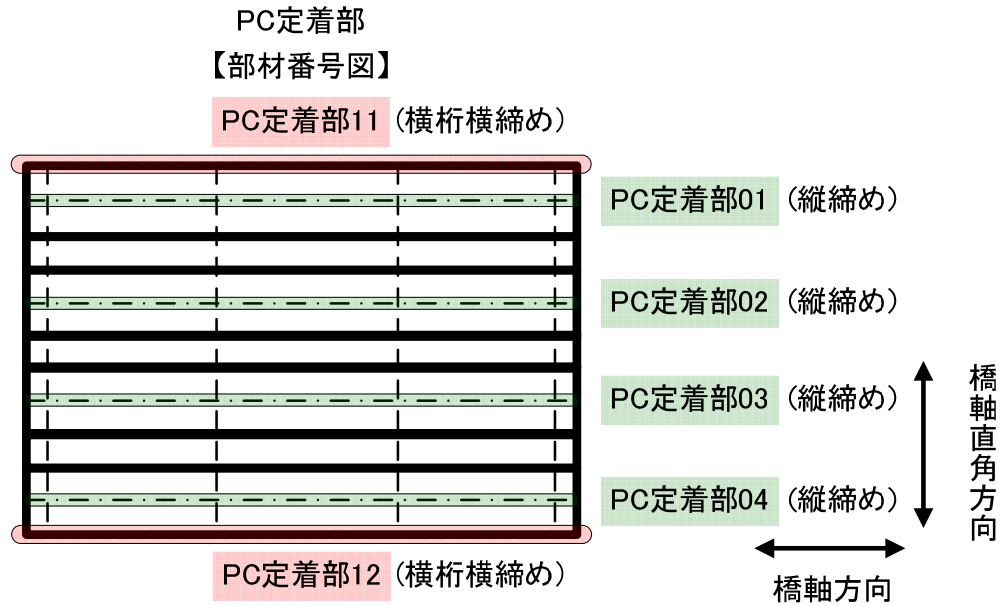 PC定着部
【部材番号図】
PC定着部11 (横桁横締め)
PC定着部01 (縦締め)
PC定着部02 (縦締め)
PC定着部03 (縦締め)
PC定着部04 (縦締め)
橋軸直角方向
橋軸方向
PC定着部12 (横桁横締め)